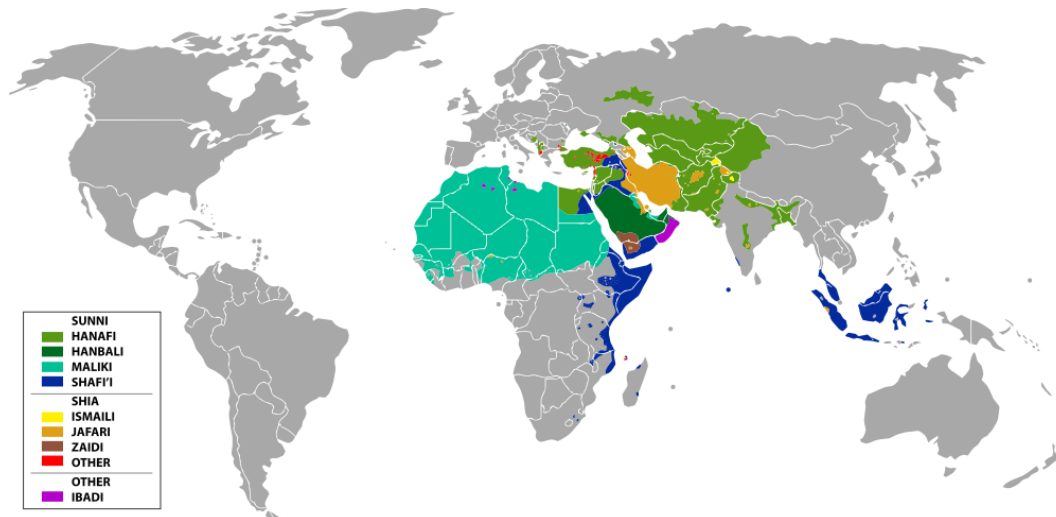 SUNNI
HANAFI
HANBALI
MALIKI
SHAFI'I
SHIA
ISMAILI
JAFARI
ZAIDI
OTHER
OTHER
IBADI